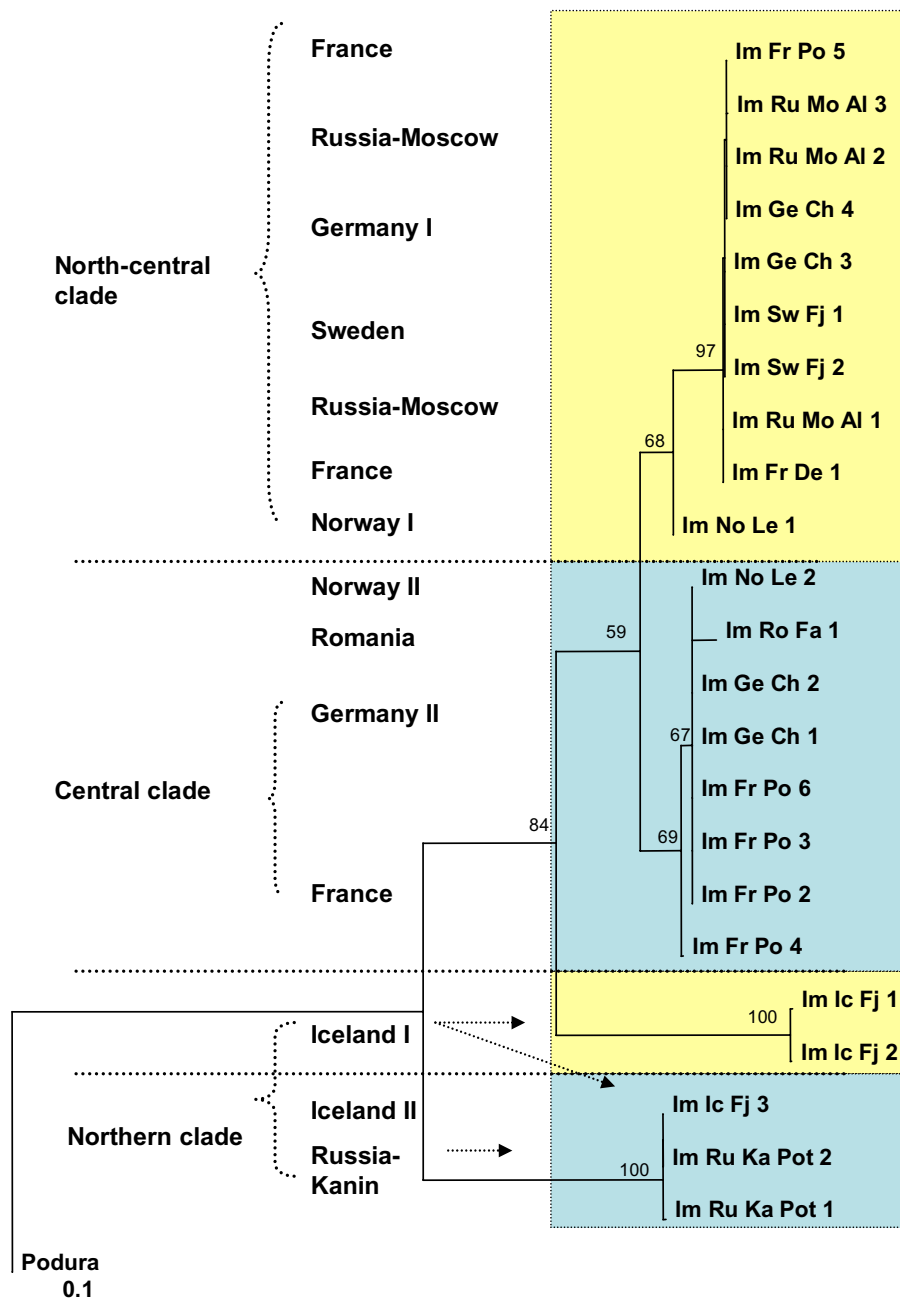 France
Im Fr Po 5
Im Ru Mo Al 3
Russia-Moscow
Im Ru Mo Al 2
Im Ge Ch 4
Germany I
North-central
clade
Im Ge Ch 3
Im Sw Fj 1
Sweden
97
Im Sw Fj 2
Russia-Moscow
Im Ru Mo Al 1
68
France
Im Fr De 1
Norway I
Im No Le 1
Norway II
Im No Le 2
Romania
59
Im Ro Fa 1
Im Ge Ch 2
Germany II
67
Im Ge Ch 1
Central clade
Im Fr Po 6
84
69
Im Fr Po 3
France
Im Fr Po 2
Im Fr Po 4
Im Ic Fj 1
100
Iceland I
Im Ic Fj 2
Iceland II
Im Ic Fj 3
Northern clade
Russia-
Kanin
Im Ru Ka Pot 2
100
Im Ru Ka Pot 1
Podura
0.1